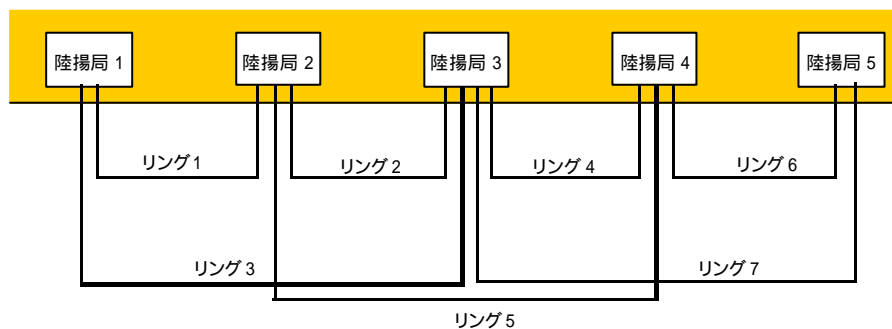 陸揚局 1
陸揚局 2
陸揚局 3
陸揚局 4
陸揚局 5
リング 1
リング 2
リング 4
リング 6
リング 3
リング 7
リング 5